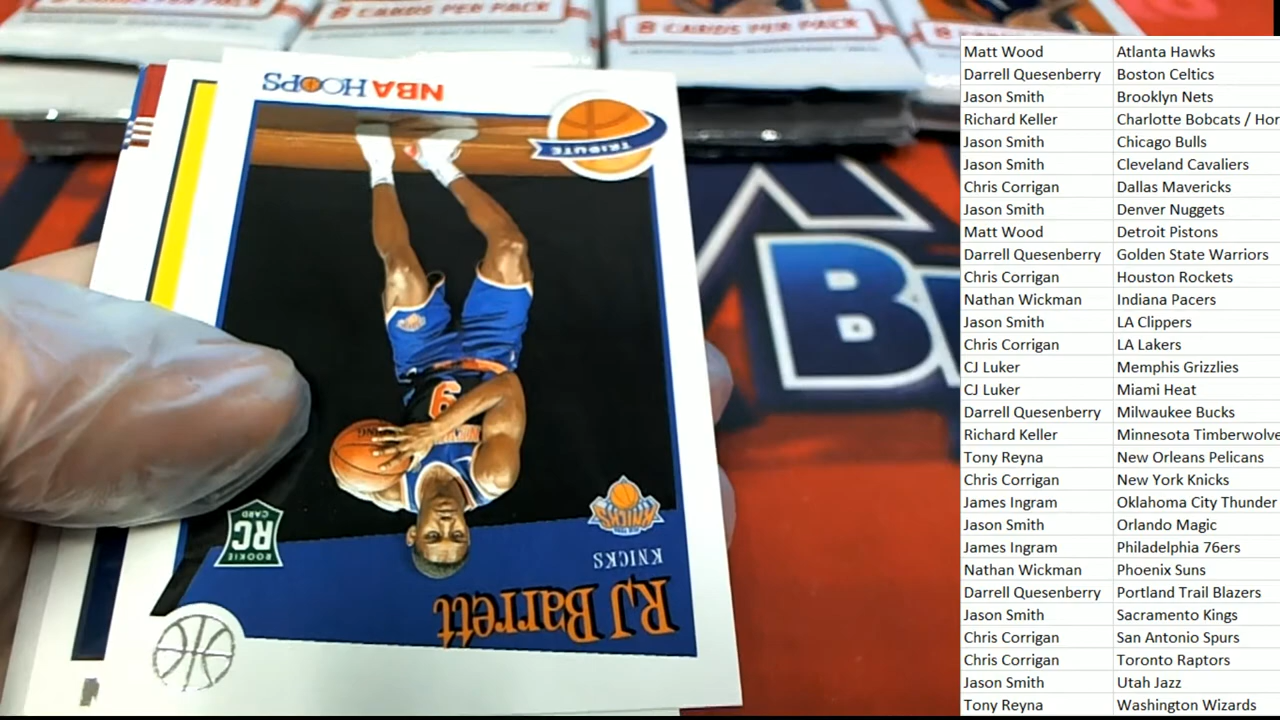 8 CARDS PER PACK
8 CARDS PER PACK
NBA HOOPS
TRIBUTE
9
KNICKS
RC
ROOKIE
CARD
KNICKS
RJ Barrett
Matt Wood Atlanta Hawks
Darrell Quesenberry Boston Celtics
Jason Smith Brooklyn Nets
Richard Keller Charlotte Bobcats / Hor
Jason Smith Chicago Bulls
Jason Smith Cleveland Cavaliers
Chris Corrigan Dallas Mavericks
Jason Smith Denver Nuggets
Matt Wood Detroit Pistons
Darrell Quesenberry Golden State Warriors
Chris Corrigan Houston Rockets
Nathan Wickman Indiana Pacers
Jason Smith LA Clippers
Chris Corrigan LA Lakers
CJ Luker Memphis Grizzlies
CJ Luker Miami Heat
Darrell Quesenberry Milwaukee Bucks
Richard Keller Minnesota Timberwolve
Tony Reyna New Orleans Pelicans
Chris Corrigan New York Knicks
James Ingram Oklahoma City Thunder
Jason Smith Orlando Magic
James Ingram Philadelphia 76ers
Nathan Wickman Phoenix Suns
Darrell Quesenberry Portland Trail Blazers
Jason Smith Sacramento Kings
Chris Corrigan San Antonio Spurs
Chris Corrigan Toronto Raptors
Jason Smith Utah Jazz
Tony Reyna Washington Wizards